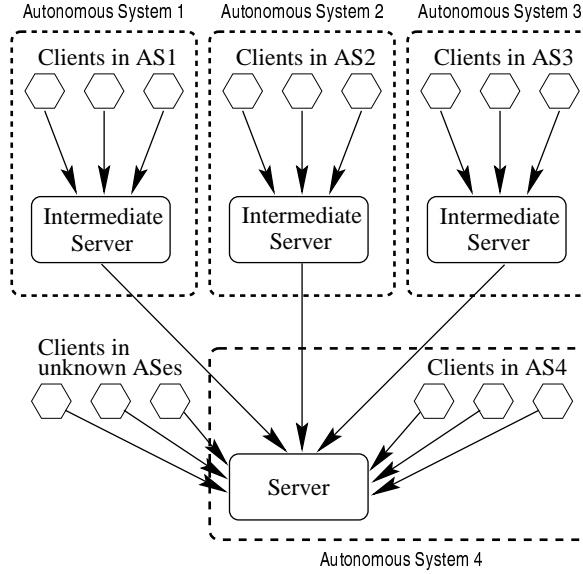 Autonomous System 1
Autonomous System 2
Autonomous System 3
Clients in AS1
Clients in AS2
Clients in AS3
Intermediate
Server
Intermediate
Server
Intermediate
Server
Clients in
unknown ASes
Clients in AS4
Server
Autonomous System 4